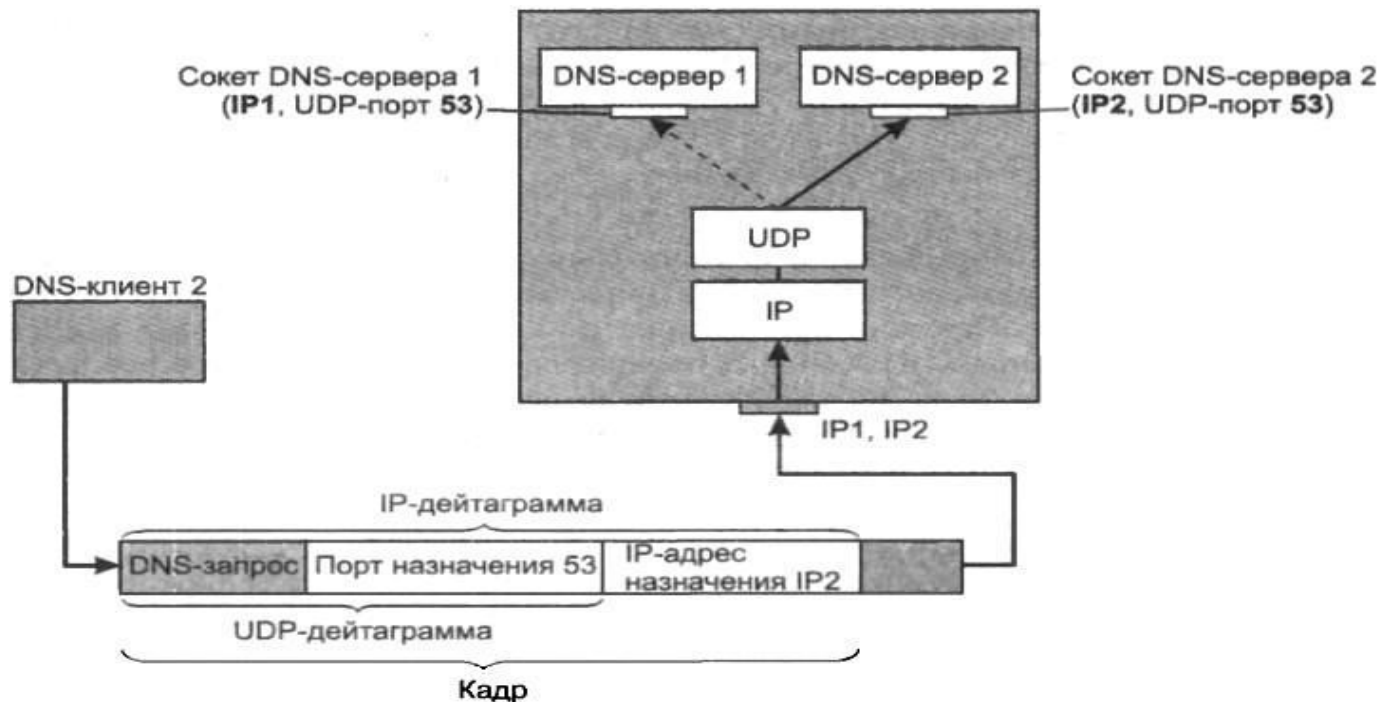 DNS-сервер 1
DNS-сервер 2
Сокет DNS-сервера 1
(IP1, UDP-порт 53)
Сокет DNS-сервера 2
(IP2, UDP-порт 53)
UDP
DNS-клиент 2
IP
IP1, IP2
IP-дейтаграмма
DNS-запрос
Порт назначения 53
IP-адрес
назначения IP2
UDP-дейтаграмма
Кадр